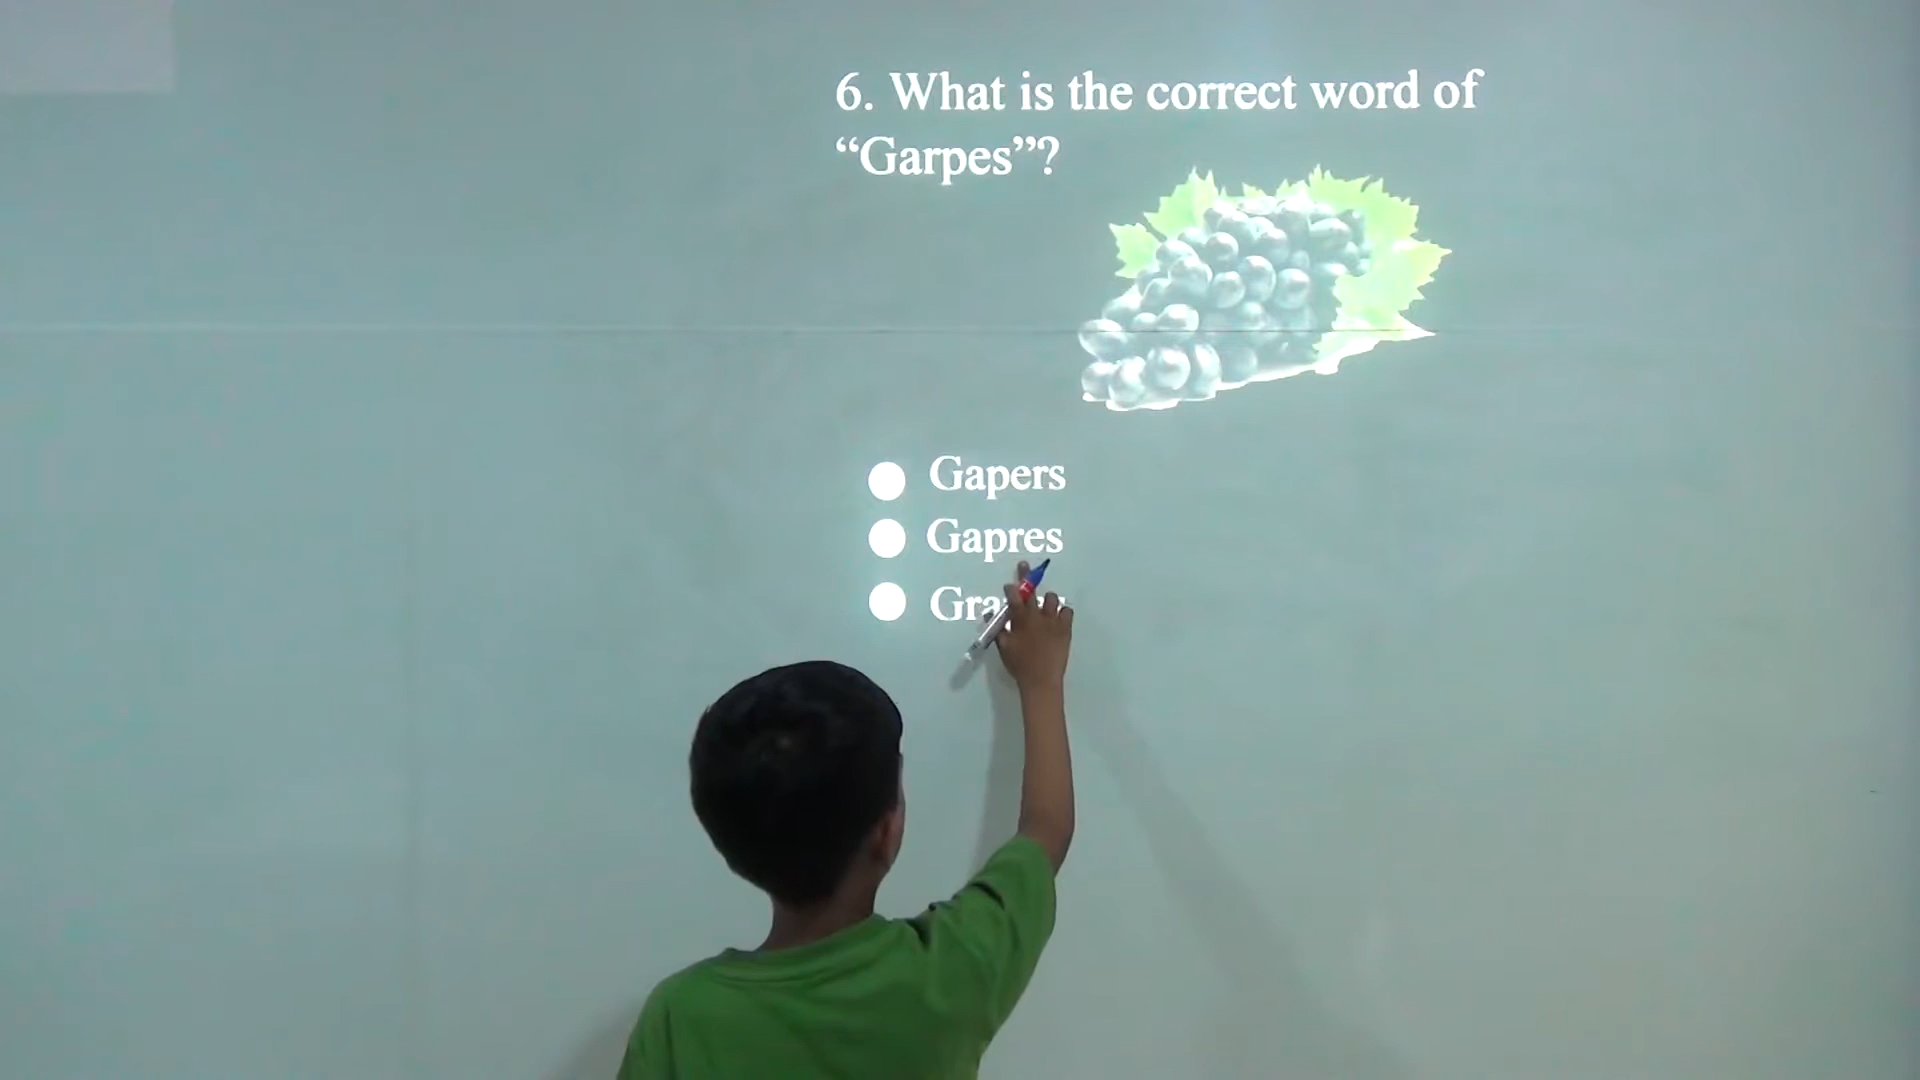 6. What is the correct word of
“Garpes”?
Gapers
Gapres